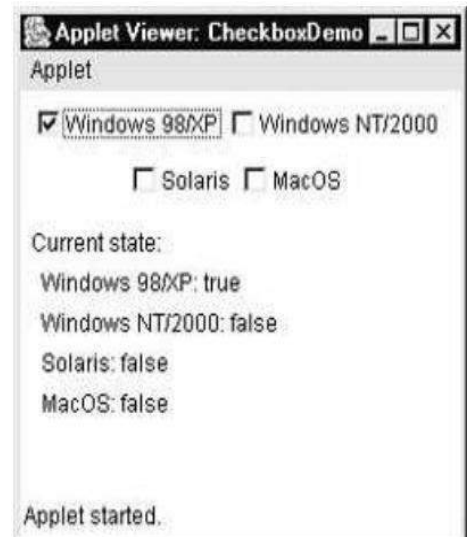 Applet Viewer: CheckboxDemo
Applet
Windows 98/XP Windows NT/2000
Solaris MacOS
Current state:
Windows 98/XP: true
Windows NT/2000: false
Solaris: false
MacOS: false
Applet started.